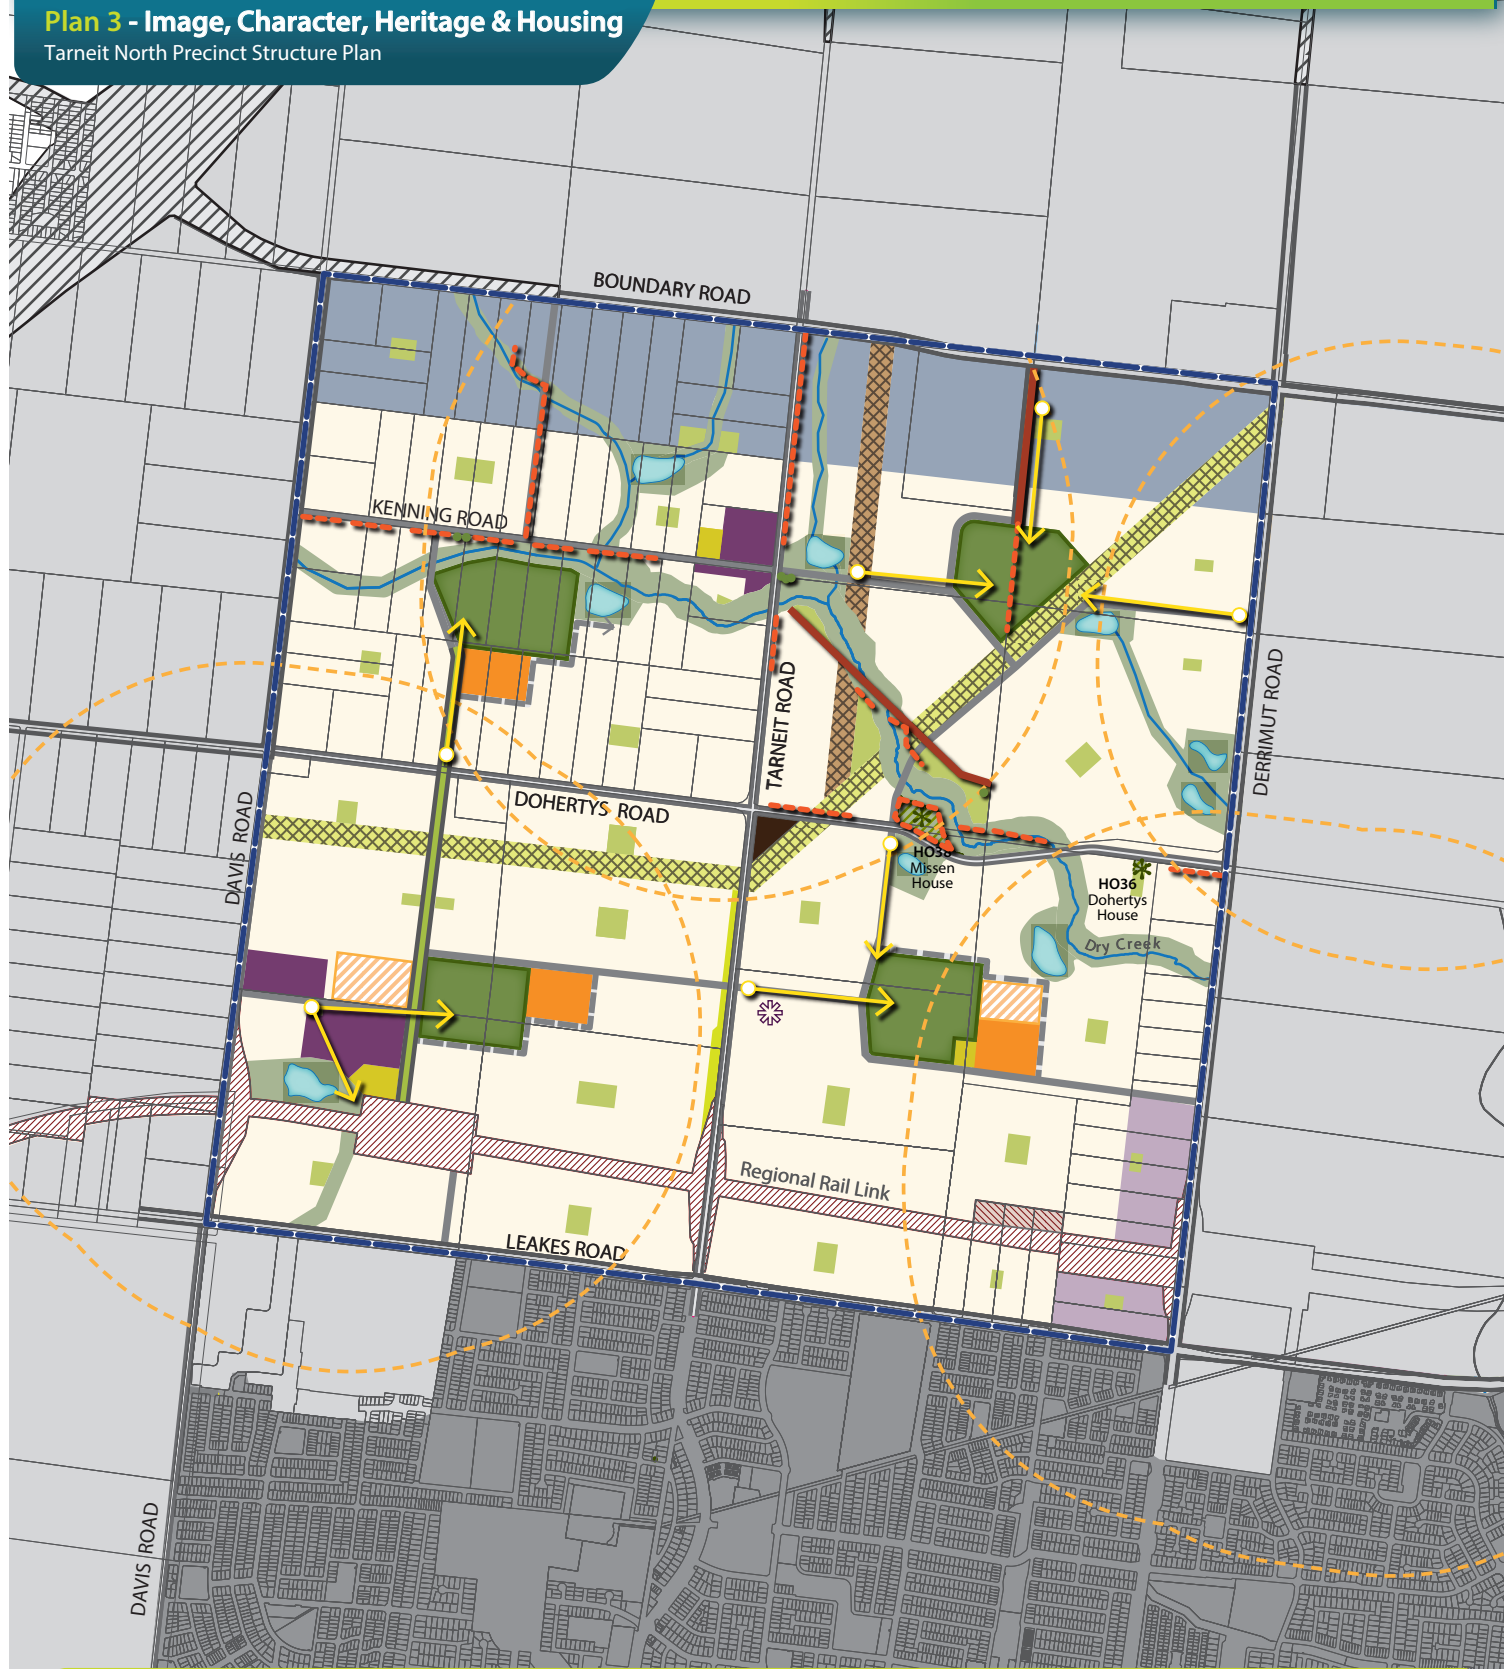 Plan 3 - Image, Character, Heritage & Housing
Tarneit North Precinct Structure Plan
BOUNDARY ROAD
KENNING ROAD
TARNEIT ROAD
DERRIMUT ROAD
DOHERTYS ROAD
DAVIS ROAD
HO38
Missen
House
HO36
Dohertys
House
Dry Creek
Regional Rail Link
LEAKES ROAD
DAVIS ROAD